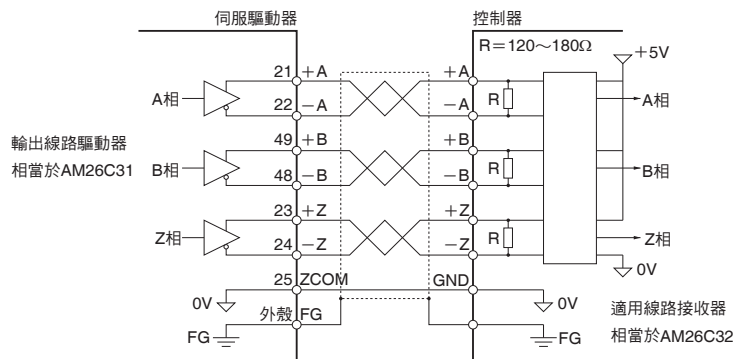 伺服驅動器
控制器
R=120~180Ω
+5V
21 +A
+A
A相
R
A相
22 -A
-A
輸出線路驅動器
相當於AM26C31
49 +B
+B
B相
R
B相
48 -B
-B
23 +Z
+Z
Z相
R
Z相
24 -Z
-Z
0V
25 ZCOM
GND
0V
0V
外殼 FG
FG
FG
適用線路接收器
相當於AM26C32